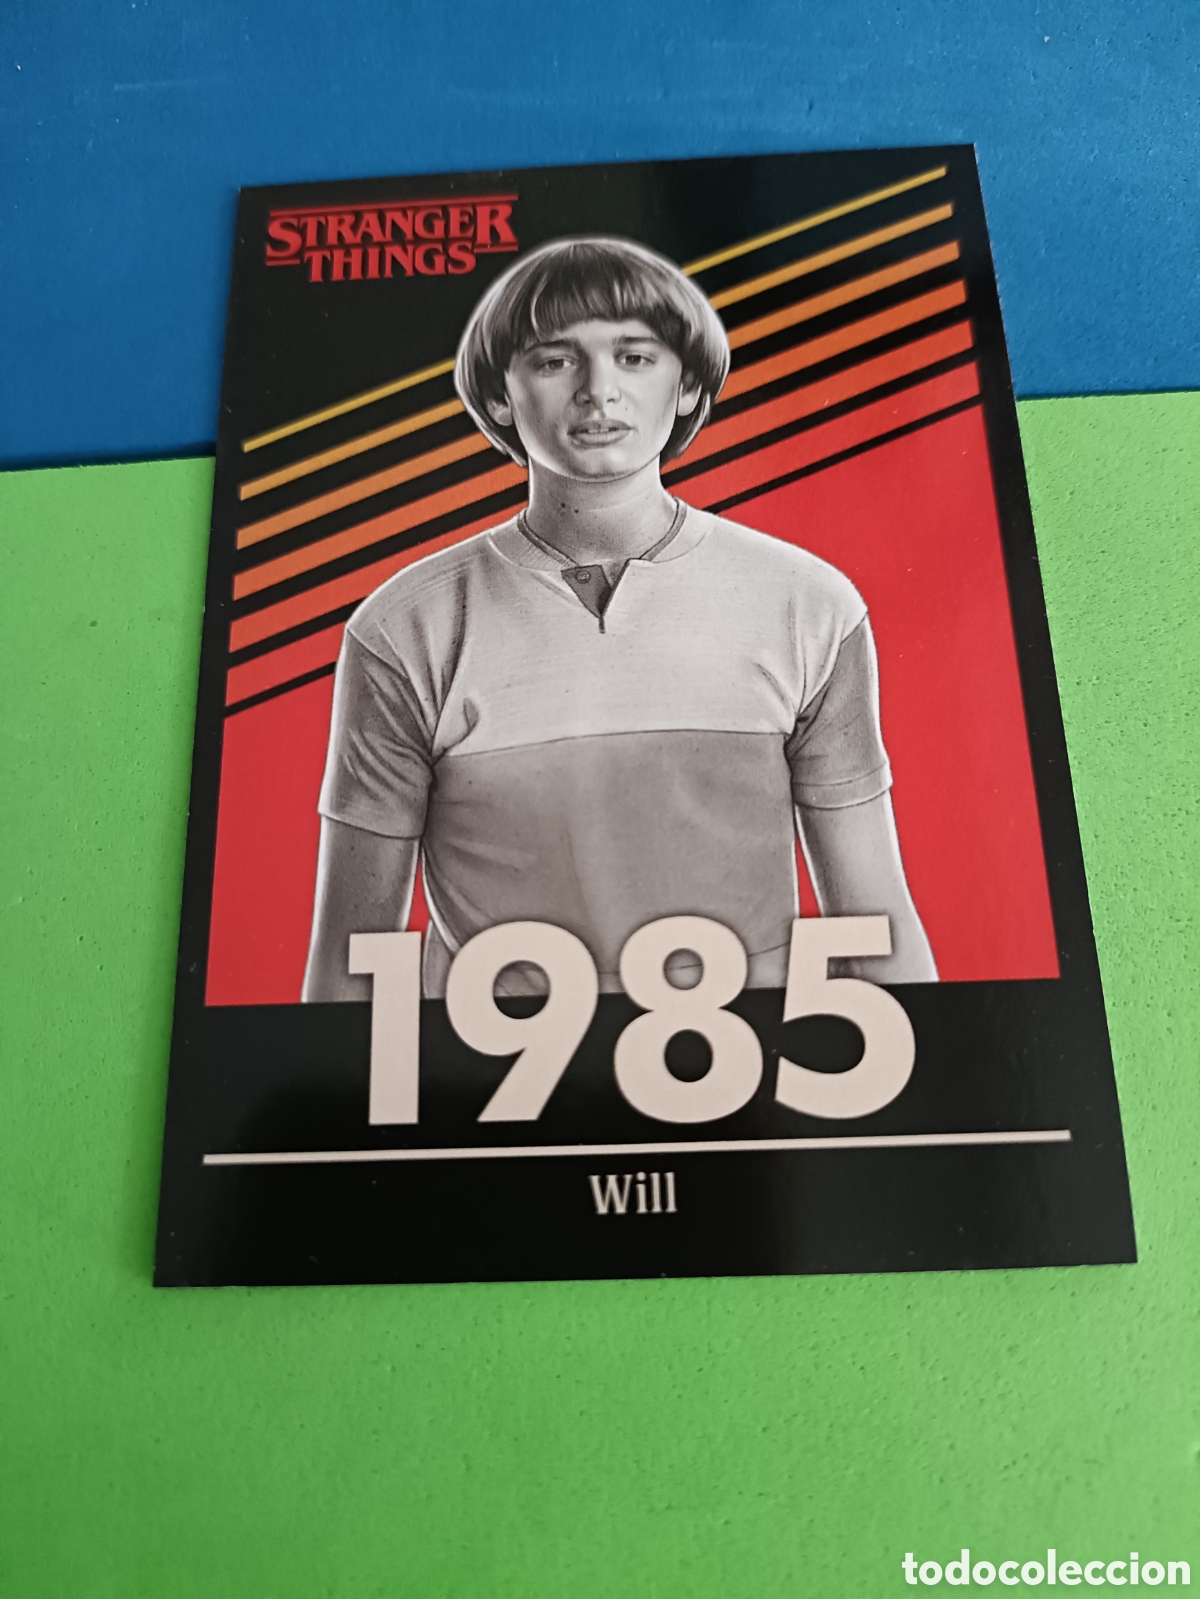 STRANGER
THINGS
1985
Will
todocoleccion